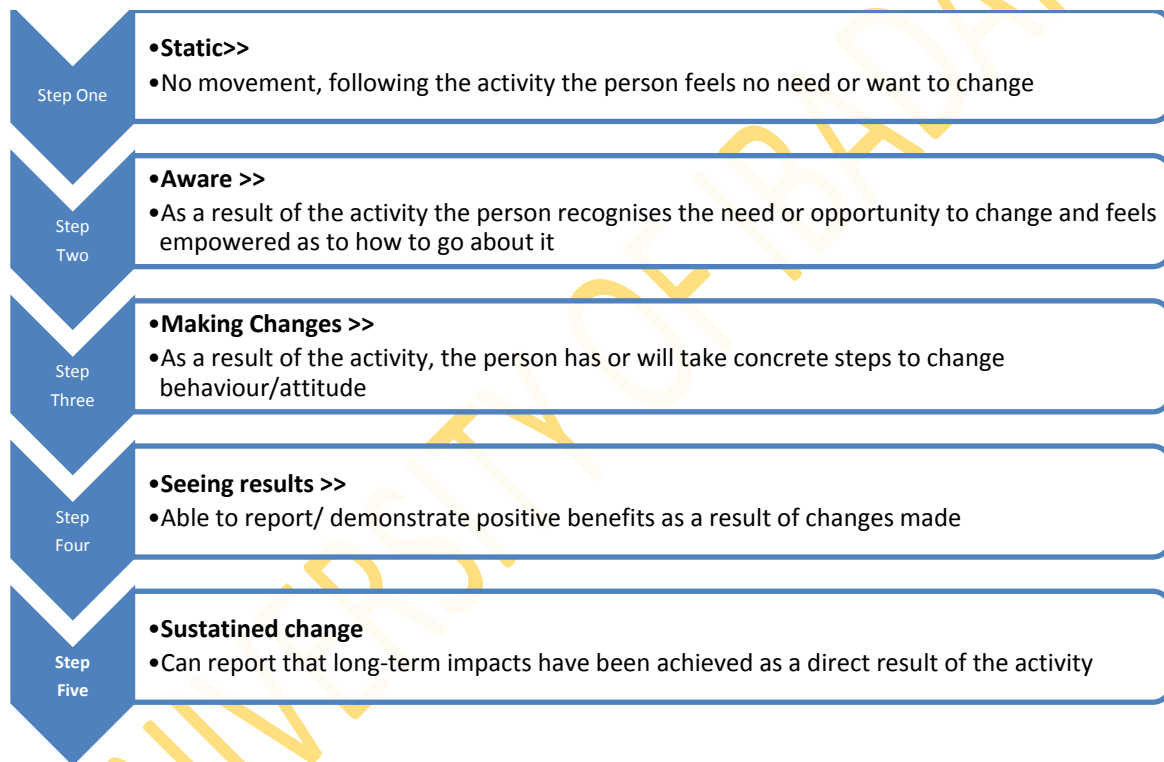 Step One
•Static>>
•No movement, following the activity the person feels no need or want to change
Step
Two
•Aware >>
•As a result of the activity the person recognises the need or opportunity to change and feels
empowered as to how to go about it
Step
Three
•Making Changes >>
•As a result of the activity, the person has or will take concrete steps to change
behaviour/attitude
Step
Four
•Seeing results >>
•Able to report/ demonstrate positive benefits as a result of changes made
Step
Five
•Sustatined change
•Can report that long-term impacts have been achieved as a direct result of the activity
UNIVERSITY OF IBADAN